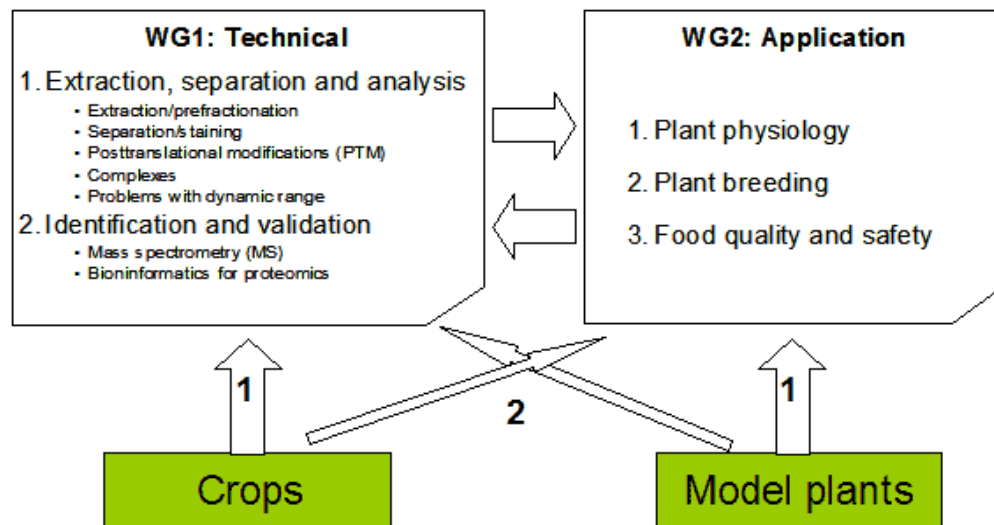 WG1: Technical
1. Extraction, separation and analysis
• Extraction/prefractionation
• Separation/staining
• Posttranslational modifications (PTM)
• Complexes
• Problems with dynamic range
2. Identification and validation
• Mass spectrometry (MS)
• Bioninformatics for proteomics
WG2: Application
1. Plant physiology
2. Plant breeding
3. Food quality and safety
1
2
1
Crops
Model plants